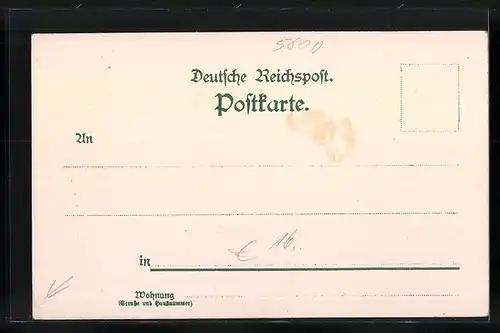 5800
Deutsche Reichspost.
Postkarte.
An
€ 16.
in
Wohnung
(Straße und Hausnummer)